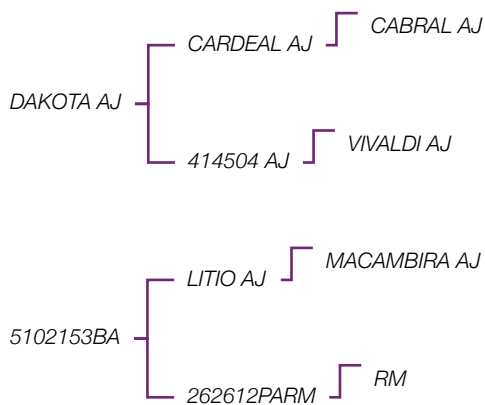 CABRAL AJ
CARDEAL AJ
DAKOTA AJ
VIVALDI AJ
414504 AJ
MACAMBIRA AJ
LITIO AJ
5102153BA
RM
262612PARM